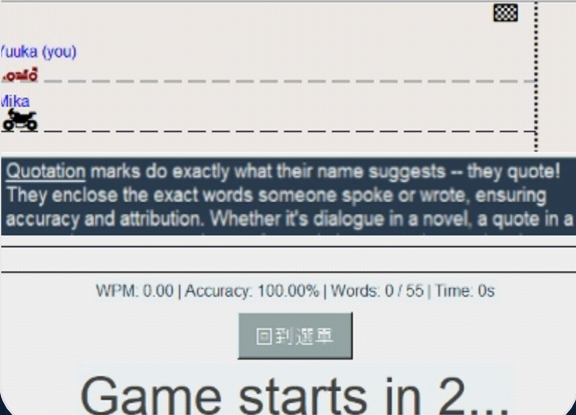 Yuuka (you)
Mika
Quotation marks do exactly what their name suggests -- they quote!
They enclose the exact words someone spoke or wrote, ensuring
accuracy and attribution. Whether it's dialogue in a novel, a quote in a
WPM: 0.00 | Accuracy: 100.00% | Words: 0 / 55 | Time: 0s
回到選單
Game starts in 2...